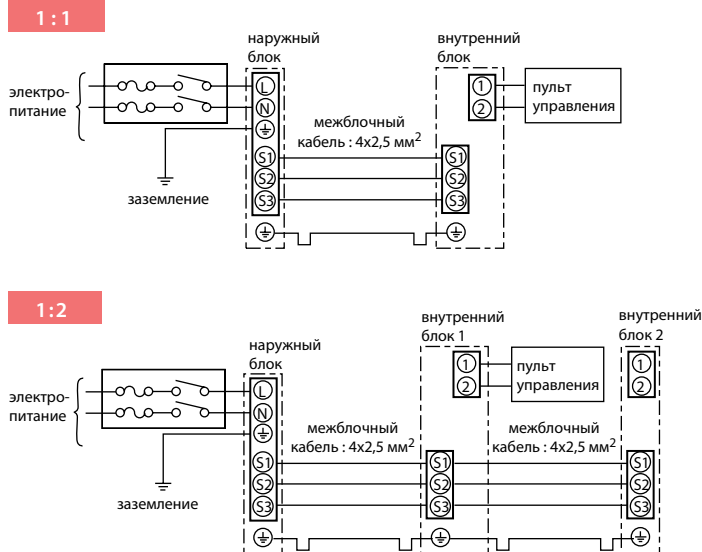 1 : 1
наружный
блок
внутренний
блок
электро-
питание
L
N
S1
S2
S3
заземление
межблочный
кабель : 4x2,5 мм²
1
2
пульт
управления
S1
S2
S3
1:2
наружный
блок
внутренний
блок 1
внутренний
блок 2
электро-
питание
L
N
S1
S2
S3
заземление
межблочный
кабель : 4x2,5 мм²
1
2
пульт
управления
S1
S2
S3
межблочный
кабель : 4x2,5 мм²
1
2
S1
S2
S3